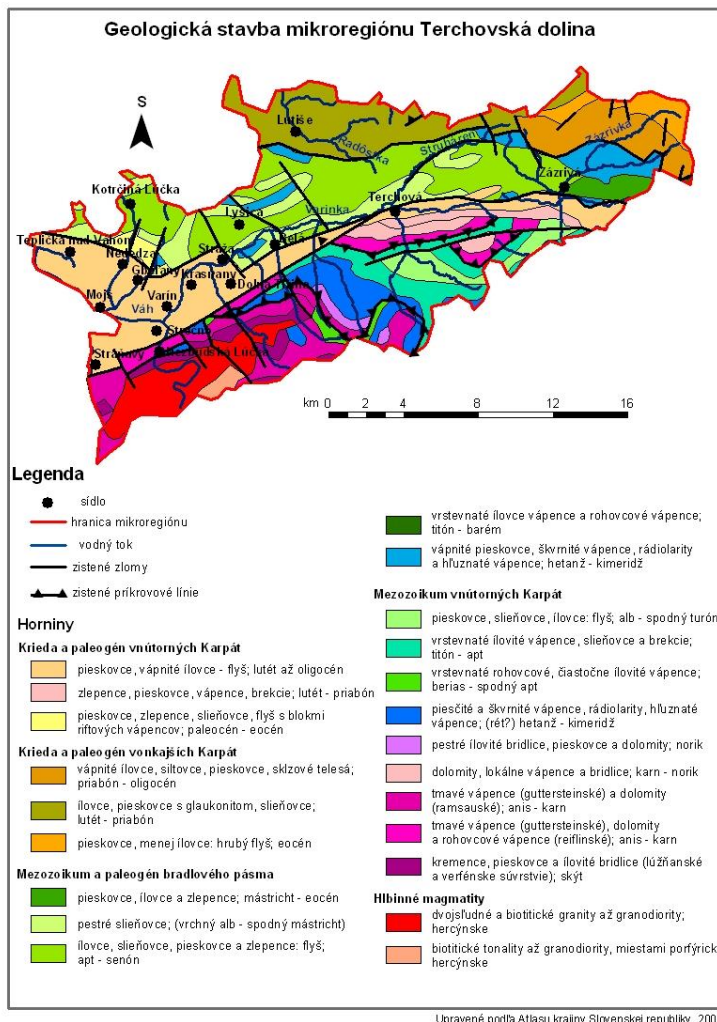 Geologická stavba mikroregiónu Terchovská dolina
S
Lutiše
Radôstka
Struháreň
Zázrivka
Kotrčiná Lúčka
Zázrivá
Terchová
Lysica
Varínka
Teplička nad Váhom
Nededza
Stráža
Belá
Gbeľany
Krasňany
Dolná Tižina
Mojš
Varín
Váh
Strečno
Stráňavy
Nezbudská Lúčka
km 0 2 4 8 12 16
Legenda
sídlo
hranica mikroregiónu
vodný tok
zistené zlomy
zistené príkrovové línie
Horniny
Krieda a paleogén vnútorných Karpát
pieskovce, vápnité ílovce - flyš; lutét až oligocén
zlepence, pieskovce, vápence, brekcie; lutét - priabón
pieskovce, zlepence, slieňovce, flyš s blokmi
riftových vápencov; paleocén - eocén
Krieda a paleogén vonkajších Karpát
vápnité ílovce, siltovce, pieskovce, sklzové telesá;
priabón - oligocén
ílovce, pieskovce s glaukonitom, slieňovce;
lutét - priabón
pieskovce, menej ílovce: hrubý flyš; eocén
Mezozoikum a paleogén bradlového pásma
pieskovce, ílovce a zlepence; mástricht - eocén
pestré slieňovce; (vrchný alb - spodný mástricht)
ílovce, slieňovce, pieskovce a zlepence: flyš;
apt - senón
vrstevnaté ílovce vápence a rohovcové vápence;
titón - barém
vápnité pieskovce, škvrnité vápence, rádiolarity
a hľuznaté vápence; hetanž - kimeridž
Mezozoikum vnútorných Karpát
pieskovce, slieňovce, ílovce: flyš; alb - spodný turón
vrstevnaté ílovité vápence, slieňovce a brekcie;
titón - apt
vrstevnaté rohovcové, čiastočne ílovité vápence;
berias - spodný apt
piesčité a škvrnité vápence, rádiolarity, hľuznaté
vápence; (rét?) hetanž - kimeridž
pestré ílovité bridlice, pieskovce a dolomity; norik
dolomity, lokálne vápence a bridlice; karn - norik
tmavé vápence (guttersteinské) a dolomity
(ramsauské); anis - karn
tmavé vápence (guttersteinské), dolomity
a rohovcové vápence (reiflinské); anis - karn
kremence, pieskovce a ílovité bridlice (lúžňanské
a verfénske súvrstvie); skýt
Hlbinné magmatity
dvojsľudné a biotitické granity až granodiority;
hercýnske
biotitické tonality až granodiority, miestami porfýrick
hercýnske
Upravené podľa Atlasu krajiny Slovenskej republiky, 200